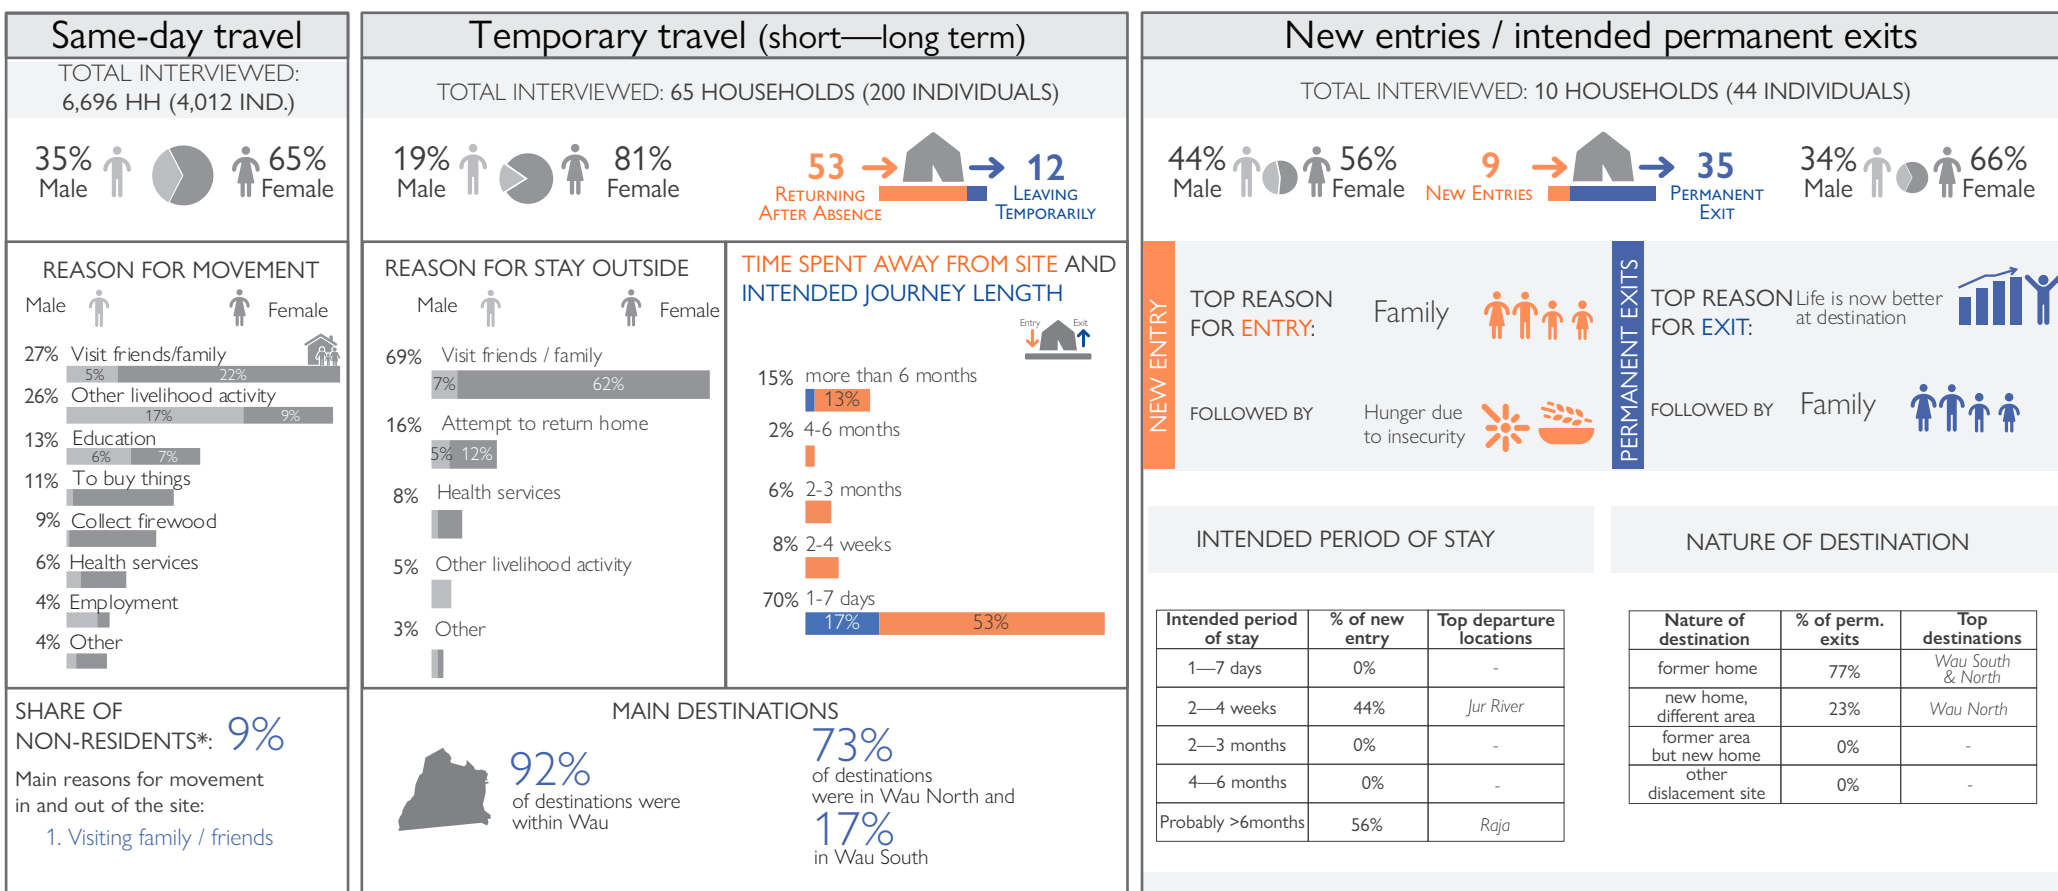 Same-day travel
TOTAL INTERVIEWED:
6,696 HH (4,012 IND.)
35%
Male
65%
Female
REASON FOR MOVEMENT
Male
Female
27% Visit friends/family
5% 22%
26% Other livelihood activity
17% 9%
13% Education
6% 7%
11% To buy things
9% Collect firewood
6% Health services
4% Employment
4% Other
SHARE OF
NON-RESIDENTS*: 9%
Main reasons for movement
in and out of the site:
1. Visiting family / friends
Temporary travel (short—long term)
TOTAL INTERVIEWED: 65 HOUSEHOLDS (200 INDIVIDUALS)
19%
Male
81%
Female
53
RETURNING
AFTER ABSENCE
12
LEAVING
TEMPORARILY
REASON FOR STAY OUTSIDE
Male
Female
69% Visit friends / family
7% 62%
16% Attempt to return home
5% 12%
8% Health services
5% Other livelihood activity
3% Other
TIME SPENT AWAY FROM SITE AND
INTENDED JOURNEY LENGTH
Entry Exit
15% more than 6 months
13%
2% 4-6 months
6% 2-3 months
8% 2-4 weeks
70% 1-7 days
17% 53%
MAIN DESTINATIONS
92%
of destinations were
within Wau
73%
of destinations
were in Wau North and
17%
in Wau South
New entries / intended permanent exits
TOTAL INTERVIEWED: 10 HOUSEHOLDS (44 INDIVIDUALS)
44%
Male
56%
Female
9
NEW ENTRIES
35
PERMANENT
EXIT
34%
Male
66%
Female
NEW ENTRY
TOP REASON
FOR ENTRY:
Family
FOLLOWED BY
Hunger due
to insecurity
PERMANENT EXITS
TOP REASON
FOR EXIT:
Life is now better
at destination
FOLLOWED BY
Family
INTENDED PERIOD OF STAY
Intended period
of stay
% of new
entry
Top departure
locations
1—7 days 0% -
2—4 weeks 44% Jur River
2—3 months 0% -
4—6 months 0% -
Probably >6months 56% Raja
NATURE OF DESTINATION
Nature of
destination
% of perm.
exits
Top
destinations
former home 77% Wau South
& North
new home,
different area 23% Wau North
former area
but new home 0% -
other
dislacement site 0% -